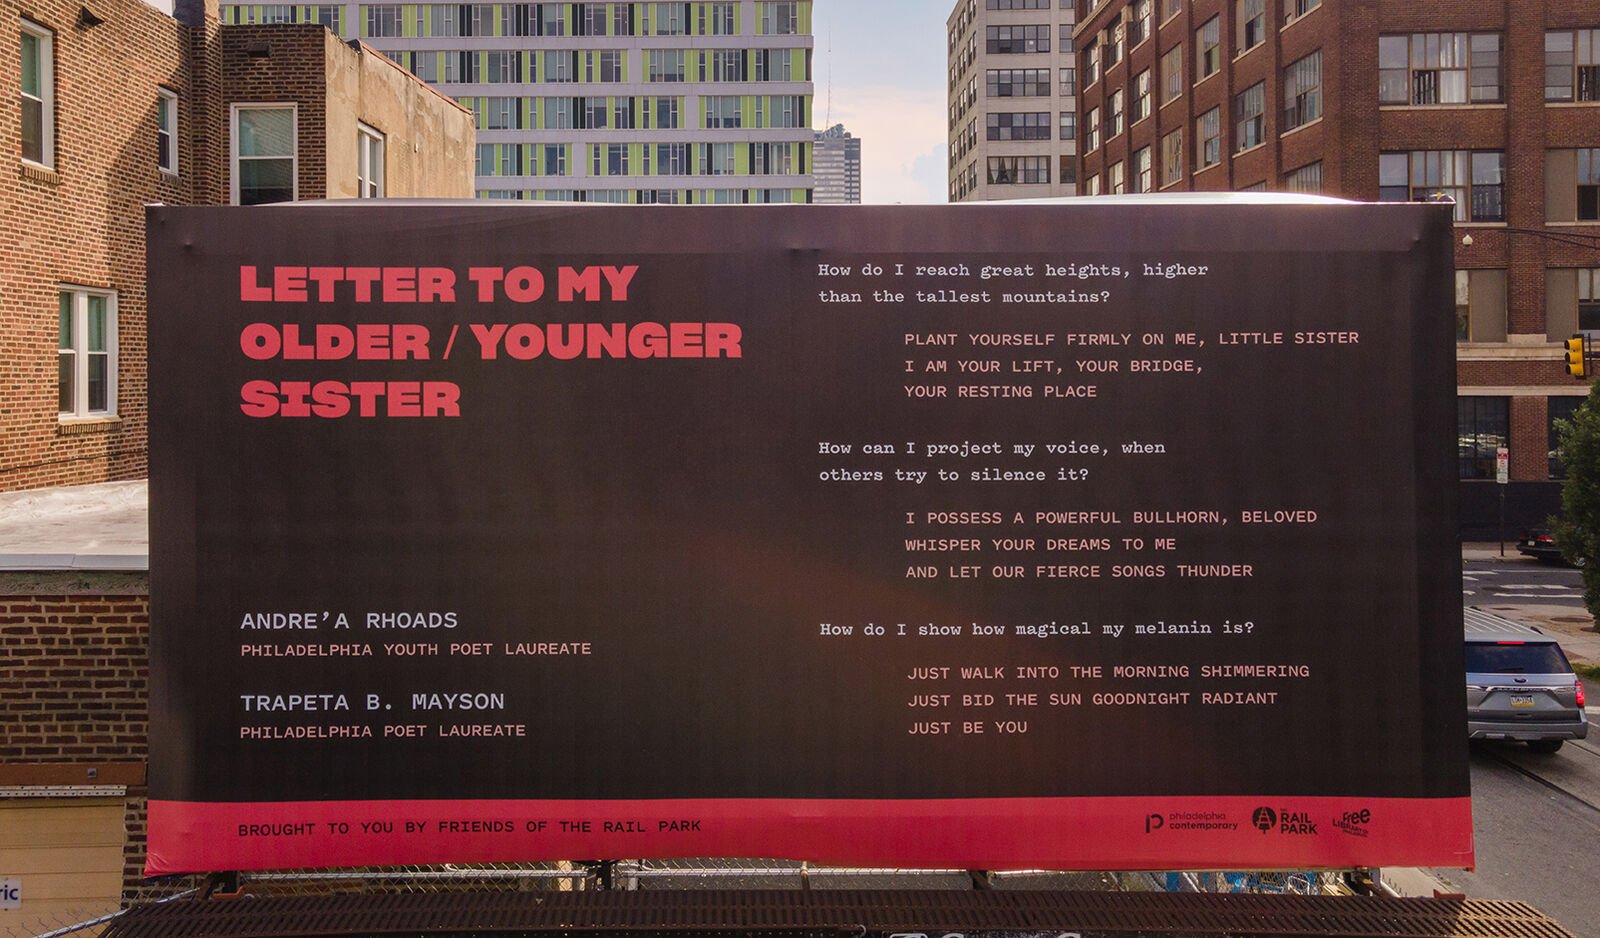 LETTER TO MY
OLDER / YOUNGER
SISTER
ANDRE’A RHOADS
PHILADELPHIA YOUTH POET LAUREATE
TRAPETA B. MAYSON
PHILADELPHIA POET LAUREATE
How do I reach great heights, higher
than the tallest mountains?
PLANT YOURSELF FIRMLY ON ME, LITTLE SISTER
I AM YOUR LIFT, YOUR BRIDGE,
YOUR RESTING PLACE
How can I project my voice, when
others try to silence it?
I POSSESS A POWERFUL BULLHORN, BELOVED
WHISPER YOUR DREAMS TO ME
AND LET OUR FIERCE SONGS THUNDER
How do I show how magical my melanin is?
JUST WALK INTO THE MORNING SHIMMERING
JUST BID THE SUN GOODNIGHT RADIANT
JUST BE YOU
BROUGHT TO YOU BY FRIENDS OF THE RAIL PARK
philadelphia
contemporary
RAIL
PARK
Free
LIBRARY OF
ric